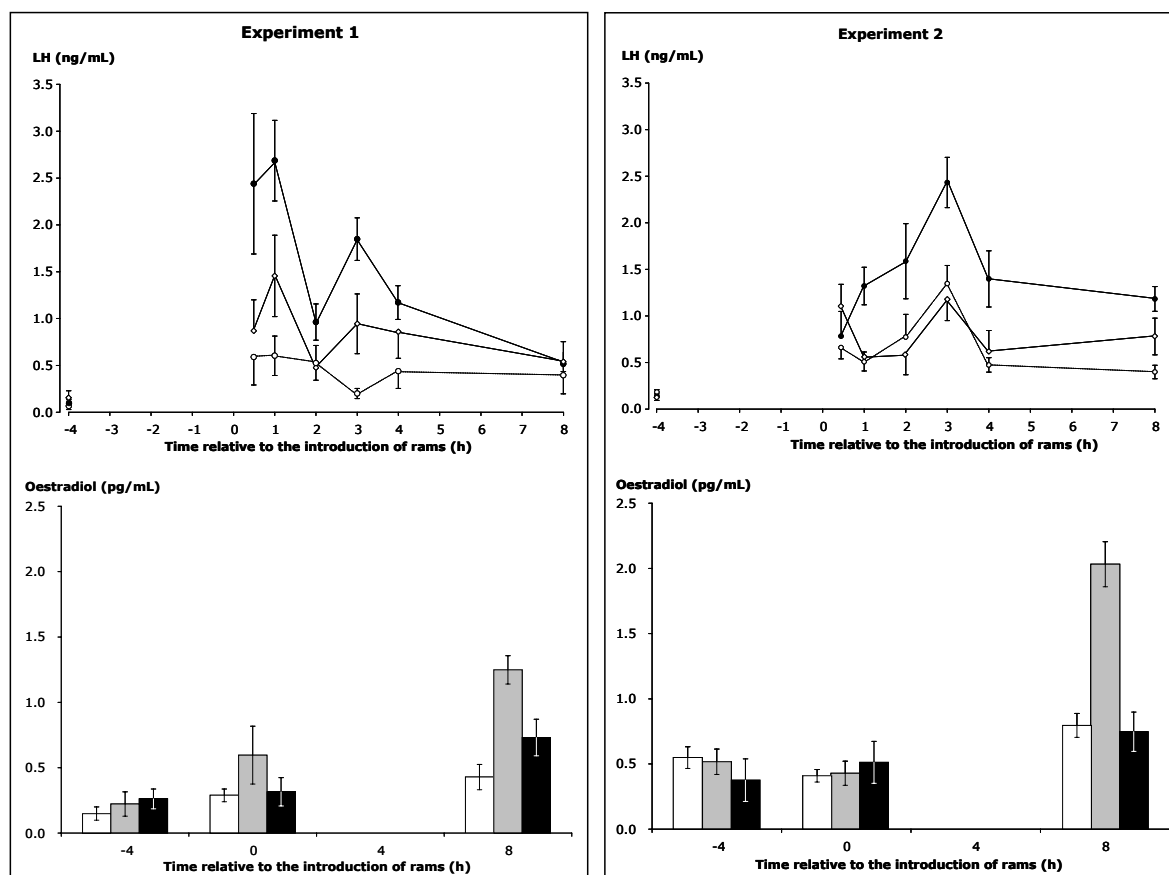 Experiment 1
LH (ng/mL)
3.5
3.0
2.5
2.0
1.5
1.0
0.5
0.0
-4 -3 -2 -1 0 1 2 3 4 5 6 7 8
Time relative to the introduction of rams (h)
Oestradiol (pg/mL)
2.5
2.0
1.5
1.0
0.5
0.0
-4 0 4 8
Time relative to the introduction of rams (h)
Experiment 2
LH (ng/mL)
3.5
3.0
2.5
2.0
1.5
1.0
0.5
0.0
-4 -3 -2 -1 0 1 2 3 4 5 6 7 8
Time relative to the introduction of rams (h)
Oestradiol (pg/mL)
2.5
2.0
1.5
1.0
0.5
0.0
-4 0 4 8
Time relative to the introduction of rams (h)